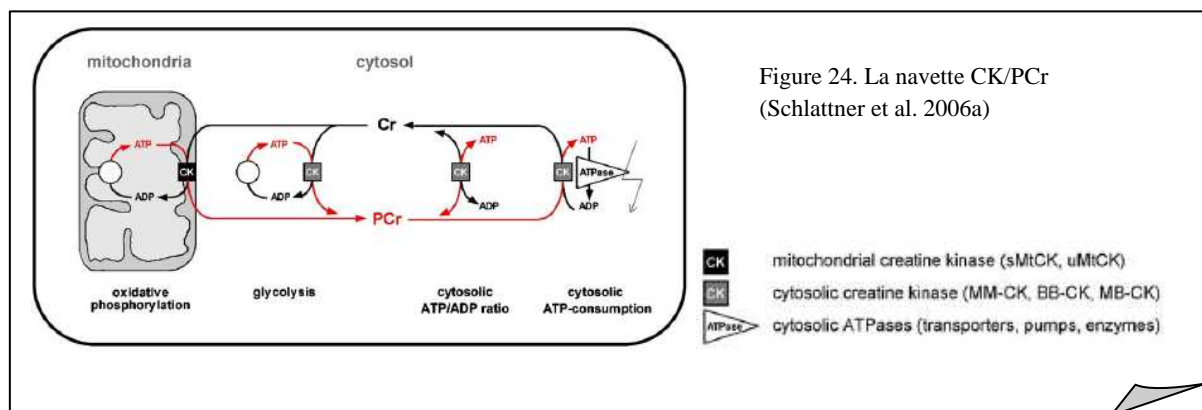 mitochondria cytosol
Figure 24. La navette CK/PCr
(Schlattner et al. 2006a)
Cr
ATP ATP ATP ATP
CK CK CK CK ATPase
ADP ADP ADP ADP
PCr
oxidative
phosphorylation
glycolysis
cytosolic
ATP/ADP ratio
cytosolic
ATP-consumption
CK mitochondrial creatine kinase (sMtCK, uMtCK)
CK cytosolic creatine kinase (MM-CK, BB-CK, MB-CK)
ATPase cytosolic ATPases (transporters, pumps, enzymes)